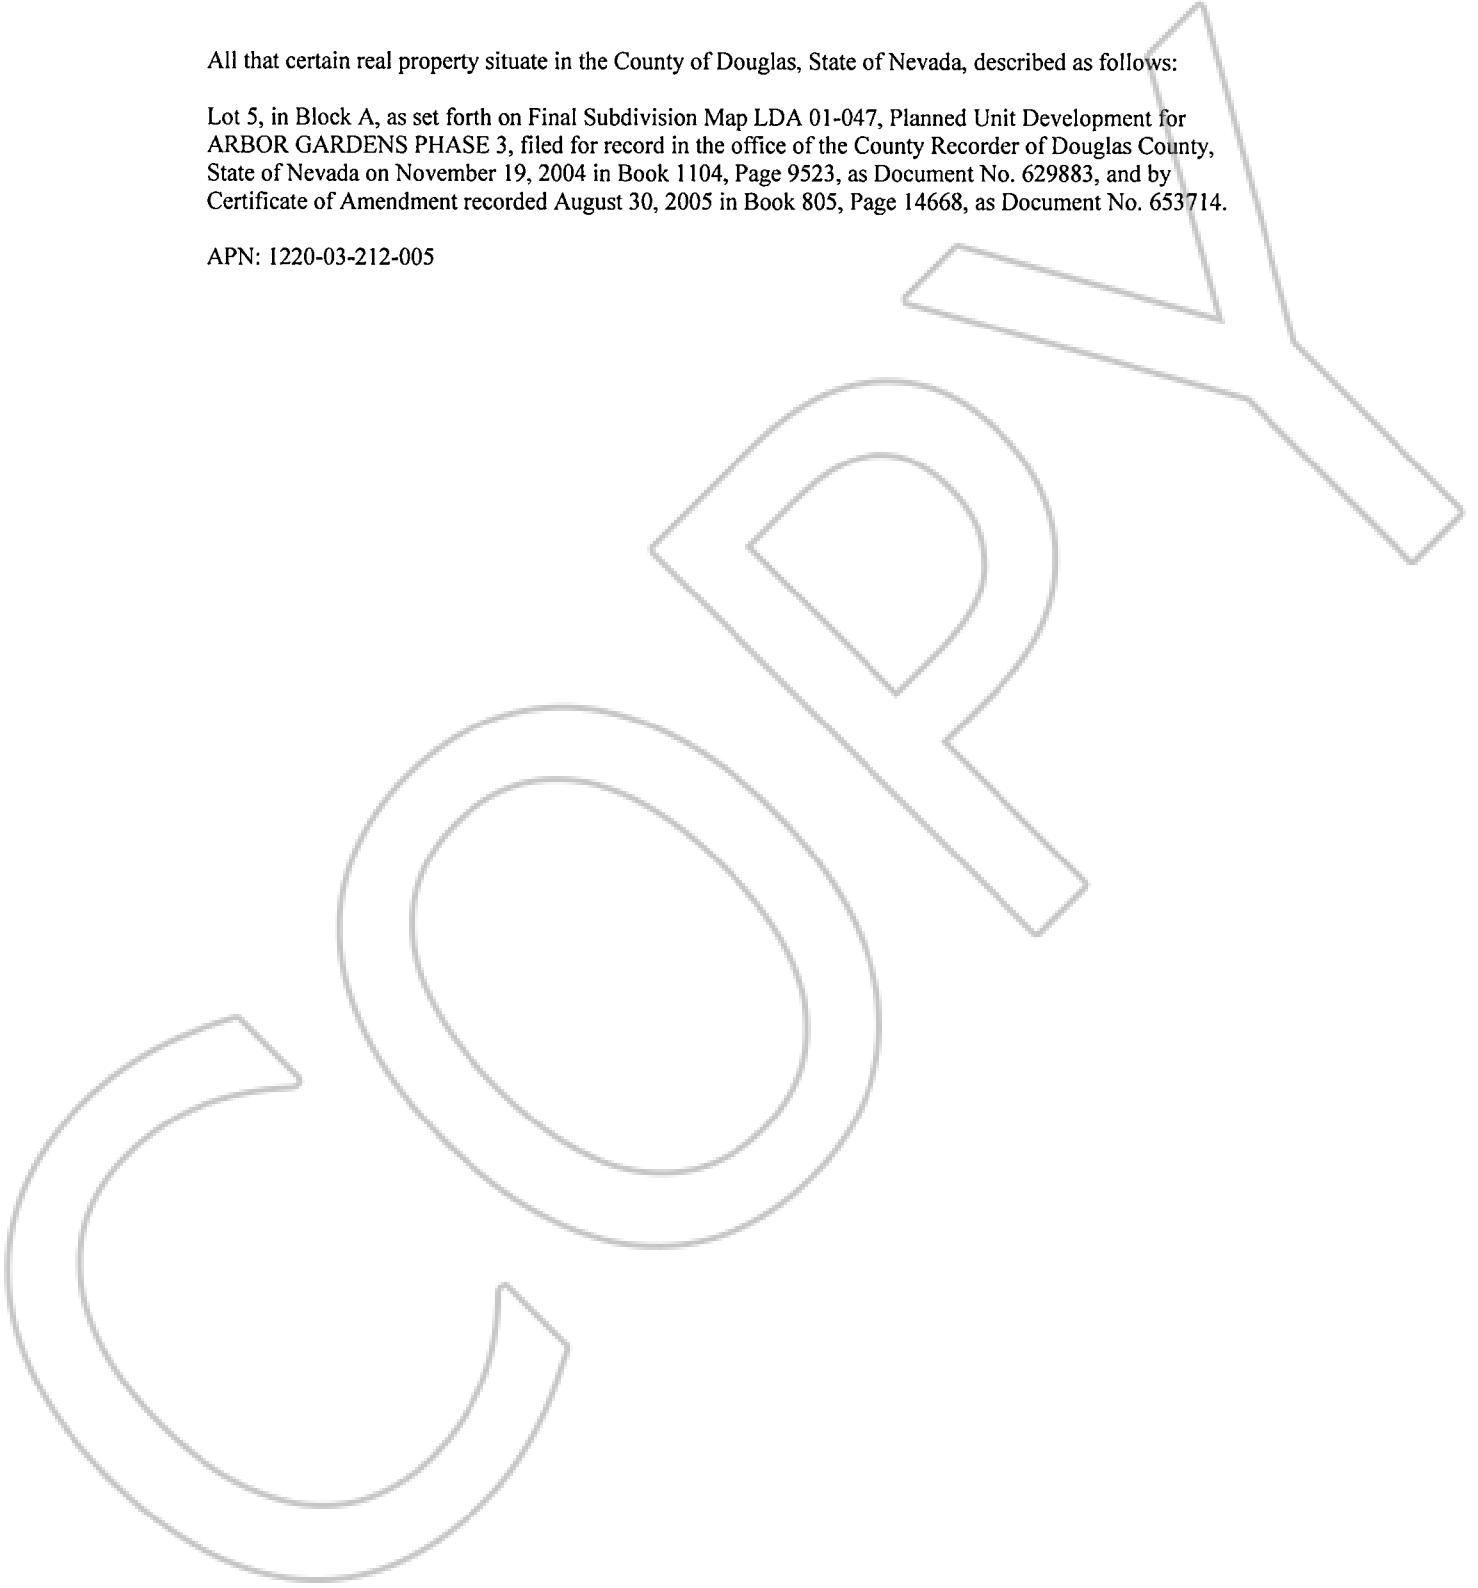 All that certain real property situate in the County of Douglas, State of Nevada, described as follows:
Lot 5, in Block A, as set forth on Final Subdivision Map LDA 01-047, Planned Unit Development for
ARBOR GARDENS PHASE 3, filed for record in the office of the County Recorder of Douglas County,
State of Nevada on November 19, 2004 in Book 1104, Page 9523, as Document No. 629883, and by
Certificate of Amendment recorded August 30, 2005 in Book 805, Page 14668, as Document No. 653714.
APN: 1220-03-212-005
COPY